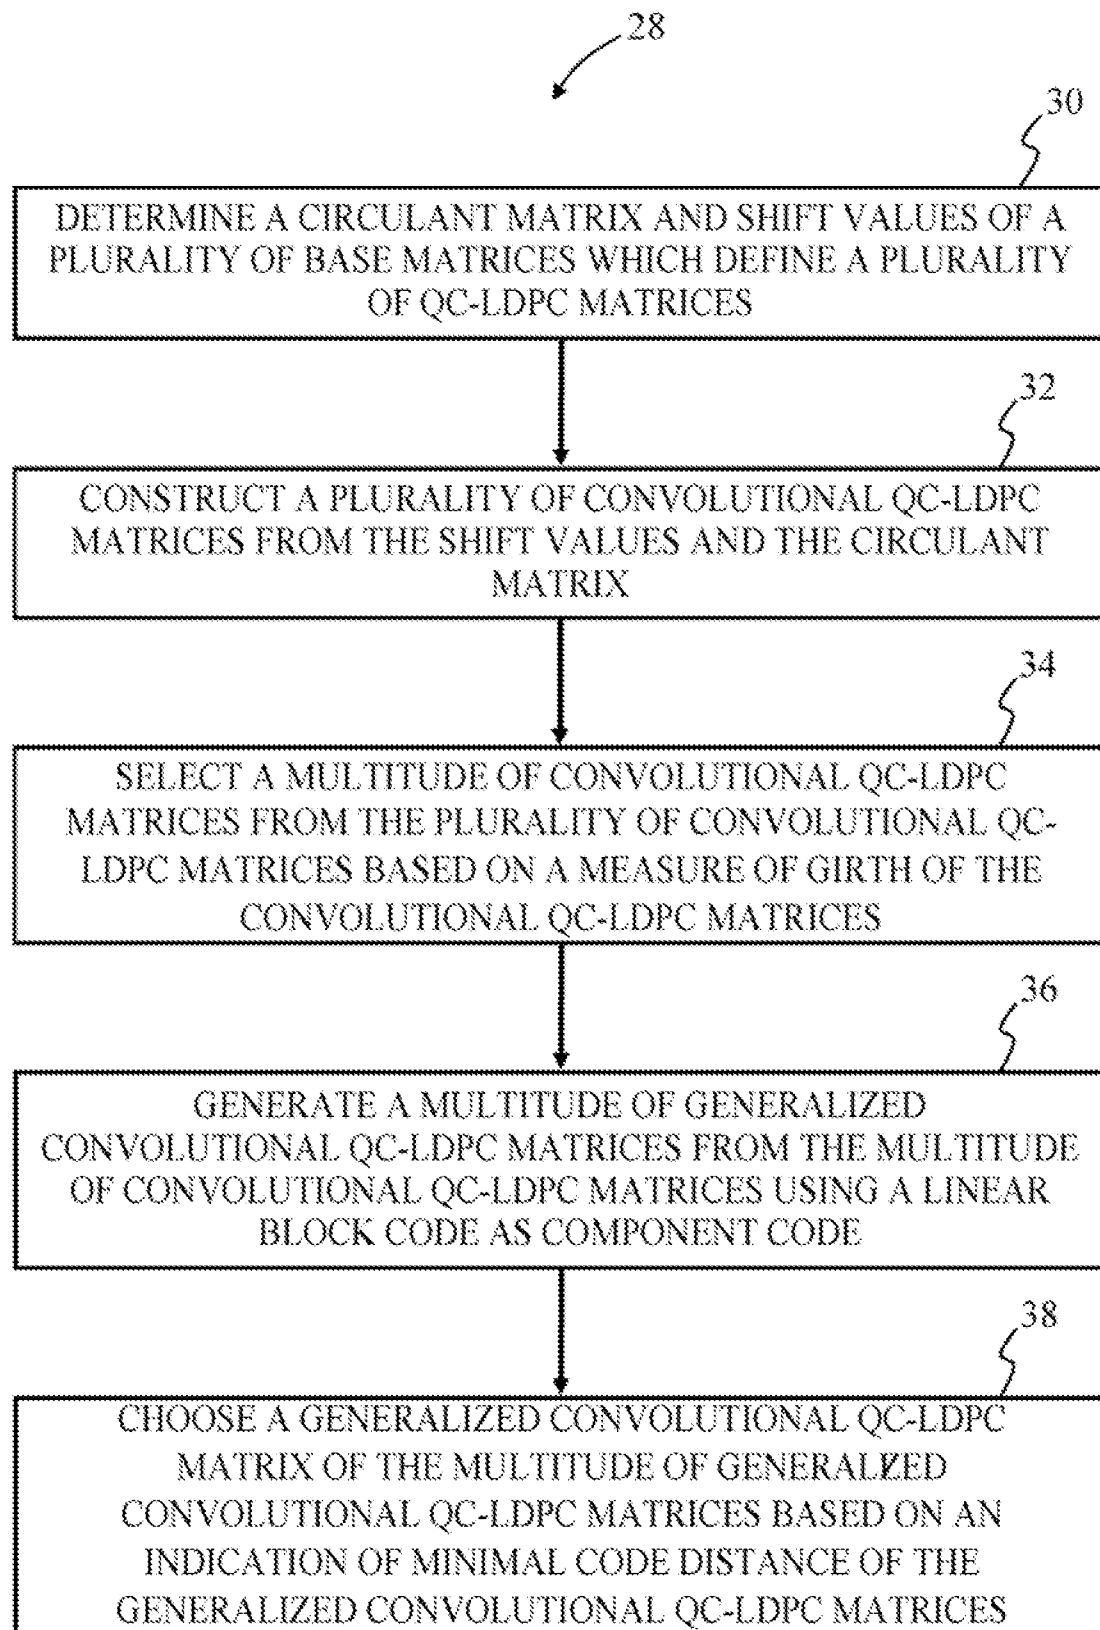 28
30
DETERMINE A CIRCULANT MATRIX AND SHIFT VALUES OF A
PLURALITY OF BASE MATRICES WHICH DEFINE A PLURALITY
OF QC-LDPC MATRICES
32
CONSTRUCT A PLURALITY OF CONVOLUTIONAL QC-LDPC
MATRICES FROM THE SHIFT VALUES AND THE CIRCULANT
MATRIX
34
SELECT A MULTITUDE OF CONVOLUTIONAL QC-LDPC
MATRICES FROM THE PLURALITY OF CONVOLUTIONAL QC-
LDPC MATRICES BASED ON A MEASURE OF GIRTH OF THE
CONVOLUTIONAL QC-LDPC MATRICES
36
GENERATE A MULTITUDE OF GENERALIZED
CONVOLUTIONAL QC-LDPC MATRICES FROM THE MULTITUDE
OF CONVOLUTIONAL QC-LDPC MATRICES USING A LINEAR
BLOCK CODE AS COMPONENT CODE
38
CHOOSE A GENERALIZED CONVOLUTIONAL QC-LDPC
MATRIX OF THE MULTITUDE OF GENERALIZED
CONVOLUTIONAL QC-LDPC MATRICES BASED ON AN
INDICATION OF MINIMAL CODE DISTANCE OF THE
GENERALIZED CONVOLUTIONAL QC-LDPC MATRICES